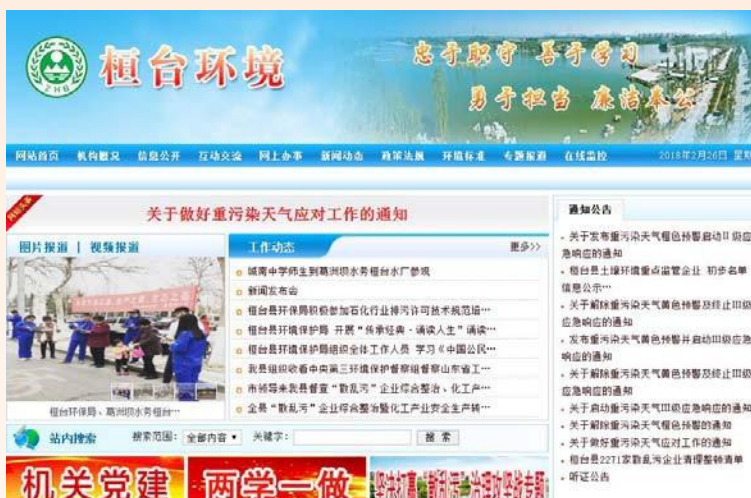 ZHB
桓台环境
忠于职守 善于学习
勇于担当 廉洁奉公
网站首页 机构概况 信息公开 互动交流 网上办事 新闻动态 政策法规 环境标准 专题报道 在线监控 2018年2月26日 星期
关于做好重污染天气应对工作的通知
图片报道 | 视频报道
桓台环保局、葛洲坝水务桓台…
工作动态 更多>>
城南中学师生到葛洲坝水务桓台水厂参观
新闻发布会
桓台县环保局积极参加石化行业排污许可技术规范培…
桓台县环境保护局 开展“传承经典·诵读人生”诵读…
桓台县环境保护局组织全体工作人员 学习《中国公民…
我县组织收看中央第三环境保护督察组督察山东省工…
市领导来我县督查“散乱污”企业综合整治、化工产…
全县“散乱污”企业综合整治暨化工产业安全生产转…
通知公告
关于发布重污染天气橙色预警启动II级应
急响应的通知
桓台县土壤环境重点监管企业 初步名单
信息公示…
关于解除重污染天气黄色预警及终止III级
应急响应的通知
发布重污染天气黄色预警并启动III级应急
响应的通知
关于解除重污染天气黄色预警及终止III级
应急响应的通知
关于启动重污染天气III级应急响应的通知
关于解除重污染天气橙色预警的通知
关于做好重污染天气应对工作的通知
桓台县2271家散乱污企业清理整顿清单
听证公告
站内搜索 搜索范围: 全部内容 关键字: 搜 索
机关党建
两学一做
坚决打赢“散乱污”治理攻坚战专题